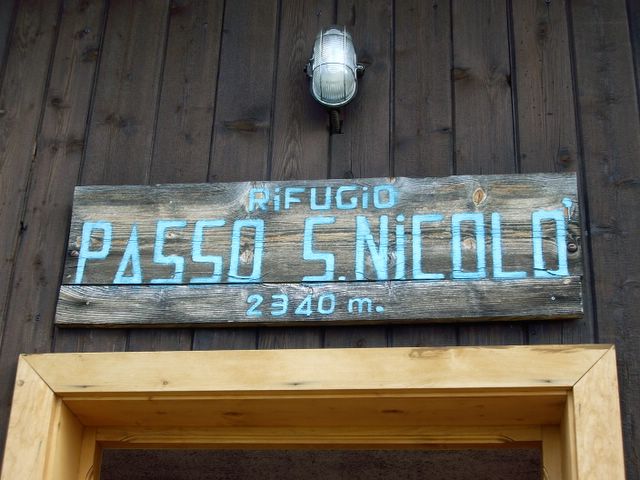 RiFUGiO
PASSO S. NiCOLO'
2340 m.